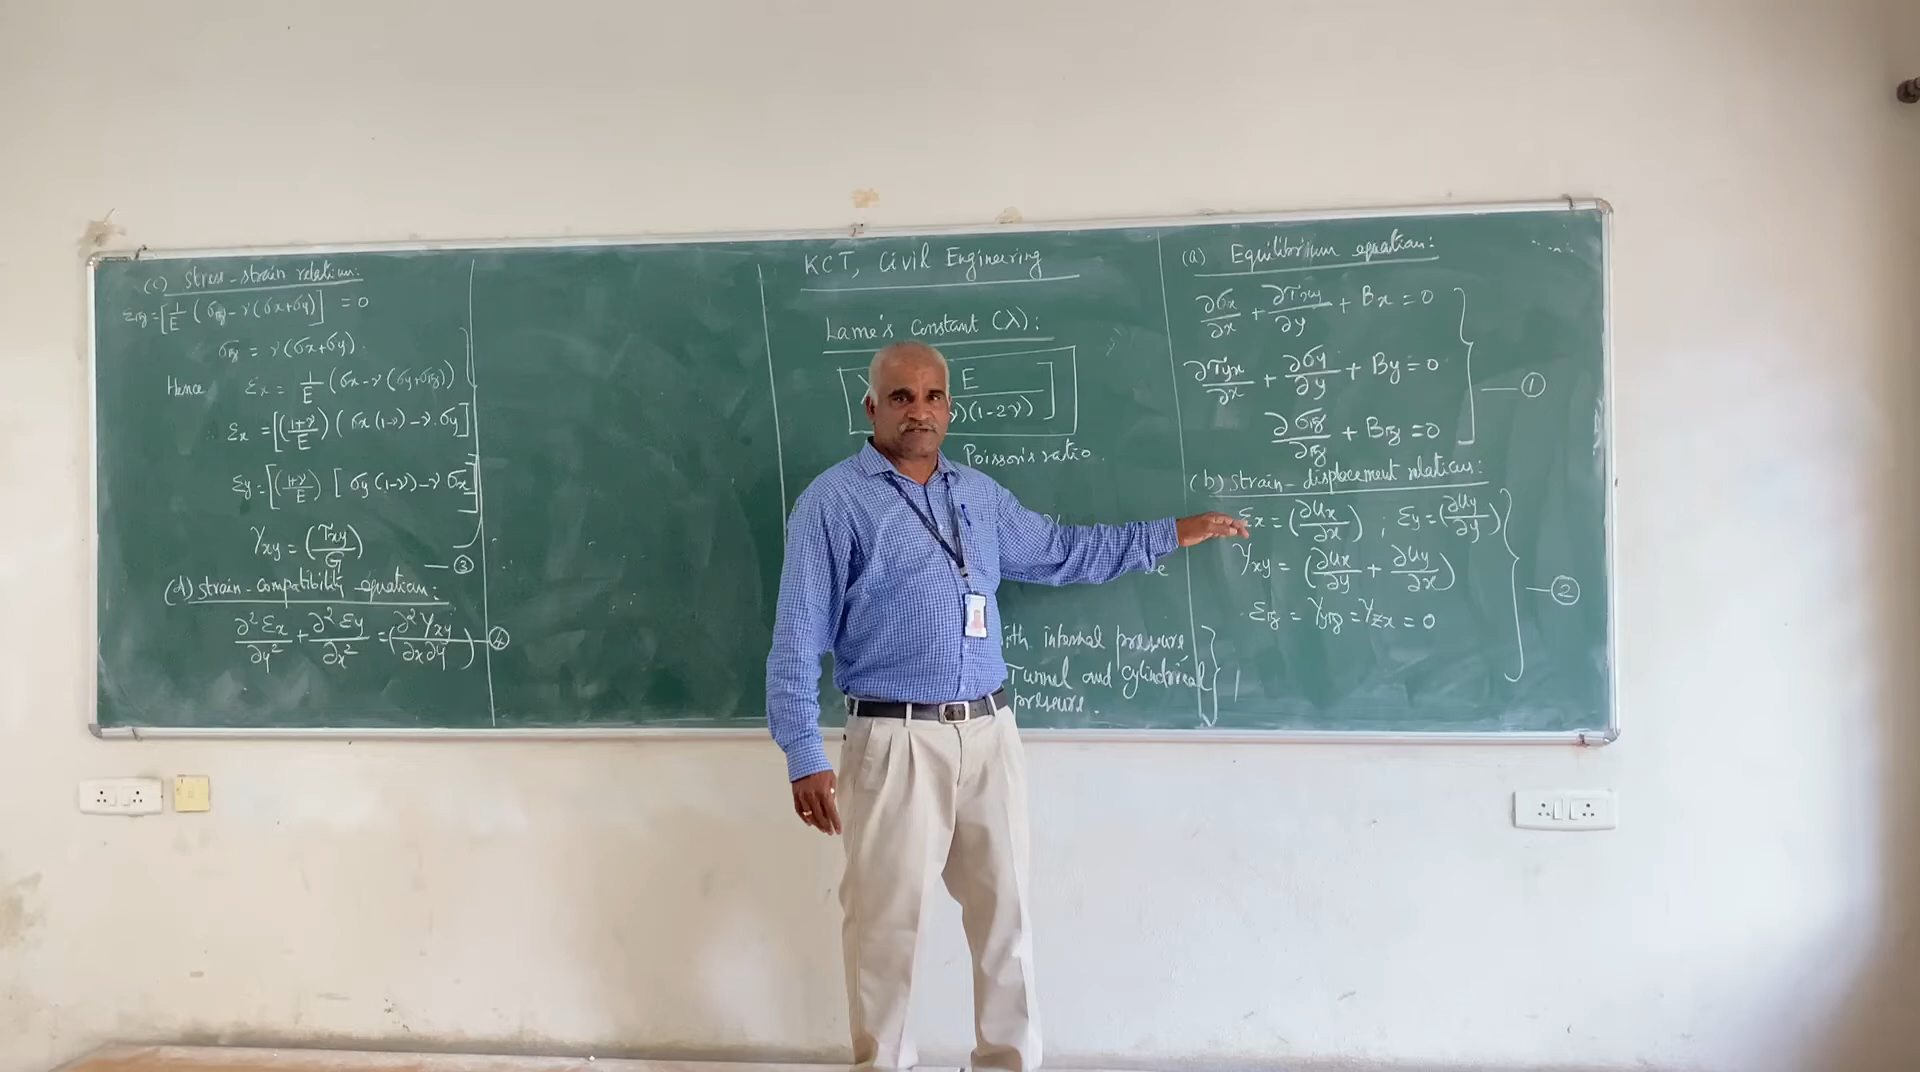 (c) Stress-strain relation:
εz = [1/E (σz - ν(σx+σy)] = 0
σz = ν(σx+σy).
Hence εx = 1/E (σx - ν(σy+σz))
εx = [((1+ν)/E) (σx(1-ν) - ν.σy]
εy = [((1+ν)/E) [σy(1-ν) - ν σx]
γxy = (τxy/G) — ③
(d) Strain-compatibility equation:
∂²εx/∂y² + ∂²εy/∂x² = (∂²γxy/∂x∂y) — ④
KCT, Civil Engineering
Lame's Constant (λ):
E
ν)(1-2ν)
Poisson's ratio.
ith internal pressure
Tunnel and cylindrical
pressure.
(a) Equilibrium equation:
∂σx/∂x + ∂τxy/∂y + Bx = 0
∂τyx/∂x + ∂σy/∂y + By = 0 — ①
∂σz/∂z + Bz = 0
(b) Strain-displacement relations:
εx = (∂ux/∂x) ; εy = (∂uy/∂y)
γxy = (∂ux/∂y + ∂uy/∂x) — ②
εz = γyz = γzx = 0